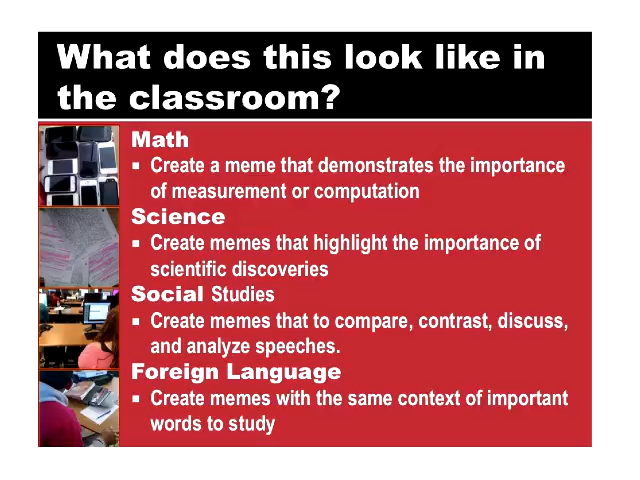 What does this look like in
the classroom?
Math
▪ Create a meme that demonstrates the importance
of measurement or computation
Science
▪ Create memes that highlight the importance of
scientific discoveries
Social Studies
▪ Create memes that to compare, contrast, discuss,
and analyze speeches.
Foreign Language
▪ Create memes with the same context of important
words to study